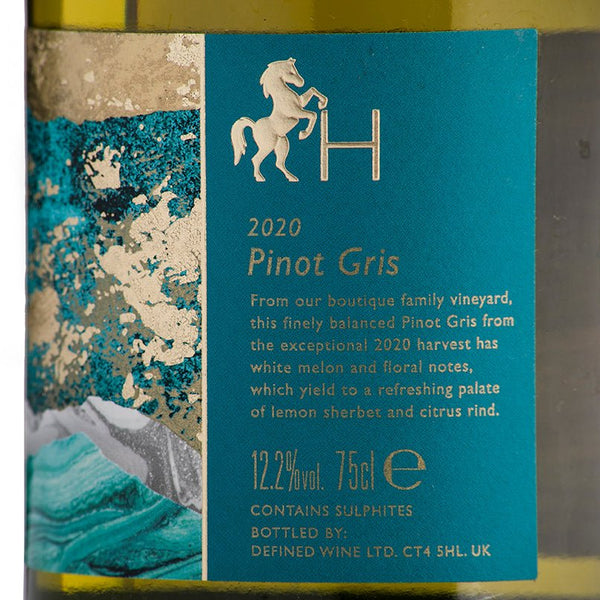 H
2020
Pinot Gris
From our boutique family vineyard,
this finely balanced Pinot Gris from
the exceptional 2020 harvest has
white melon and floral notes,
which yield to a refreshing palate
of lemon sherbet and citrus rind.
12.2%vol. 75cl e
CONTAINS SULPHITES
BOTTLED BY:
DEFINED WINE LTD. CT4 5HL. UK